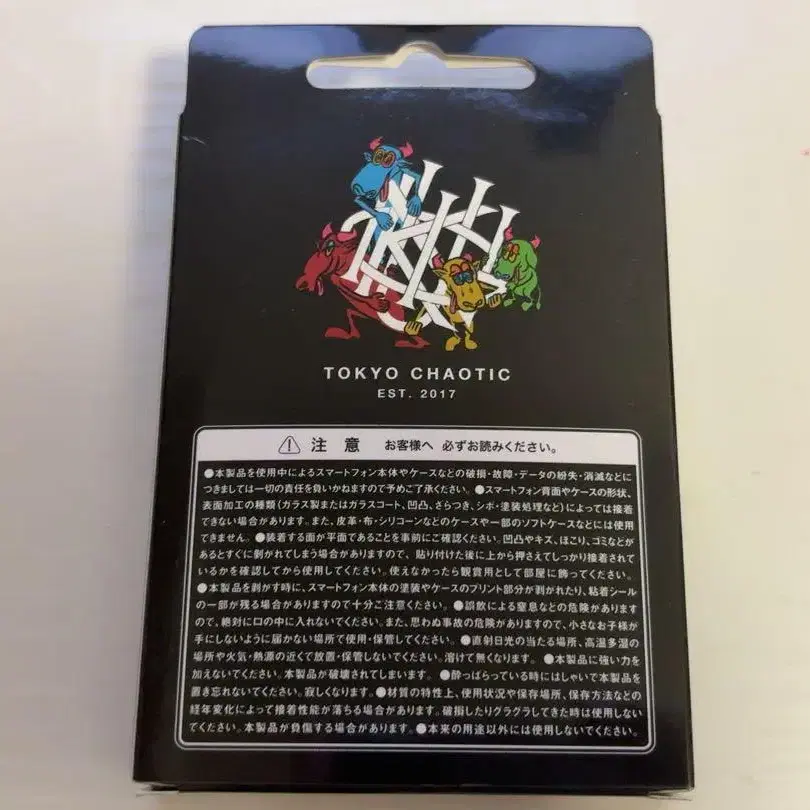 TOKYO CHAOTIC
EST. 2017
注 意 お客様へ 必ずお読みください。
●本製品を使用中によるスマートフォン本体やケースなどの破損・故障・データの紛失・消滅などに
つきましては一切の責任を負いかねますので予めご了承ください。●スマートフォン背面やケースの形状、
表面加工の種類(ガラス製またはガラスコート、凹凸、ざらつき、シボ・塗装処理など)によっては接着
できない場合があります。また、皮革・布・シリコーンなどのケースや一部のソフトケースなどには使用
できません。●装着する面が平面であることを事前にご確認ください。凹凸やキズ、ほこり、ゴミなどが
あるとすぐに剝がれてしまう場合がありますので、貼り付けた後に上から押さえてしっかり接着されて
いるかを確認してから使用してください。使えなかったら観賞用として部屋に飾ってください。
●本製品を剝がす時に、スマートフォン本体の塗装やケースのプリント部分が剝がれたり、粘着シール
の一部が残る場合がありますので十分ご注意ください。●誤飲による窒息などの危険があります
ので、絶対に口の中に入れないでください。また、思わぬ事故の危険がありますので、小さなお子様が
手にしないように届かない場所で使用・保管してください。●直射日光の当たる場所、高温多湿の
場所や火気・熱源の近くで放置・保管しないでください。溶けて無くなります。●本製品に強い力を
加えないでください。本製品が破壊されてしまいます。●酔っぱらっている時にはしゃいで本製品を
置き忘れないでください。寂しくなります。●材質の特性上、使用状況や保存場所、保存方法などの
経年変化によって接着性能が落ちる場合があります。破損したりグラグラしてきた時は使用しない
でください。本製品が負傷する場合があります。●本来の用途以外には使用しないでください。